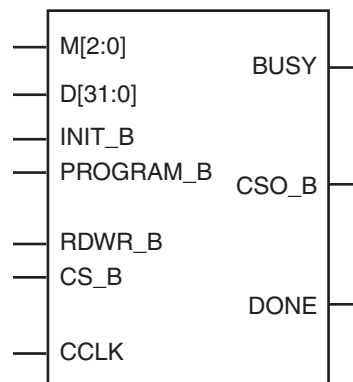 M[2:0]
BUSY
D[31:0]
INIT_B
PROGRAM_B
CSO_B
RDWR_B
CS_B
DONE
CCLK